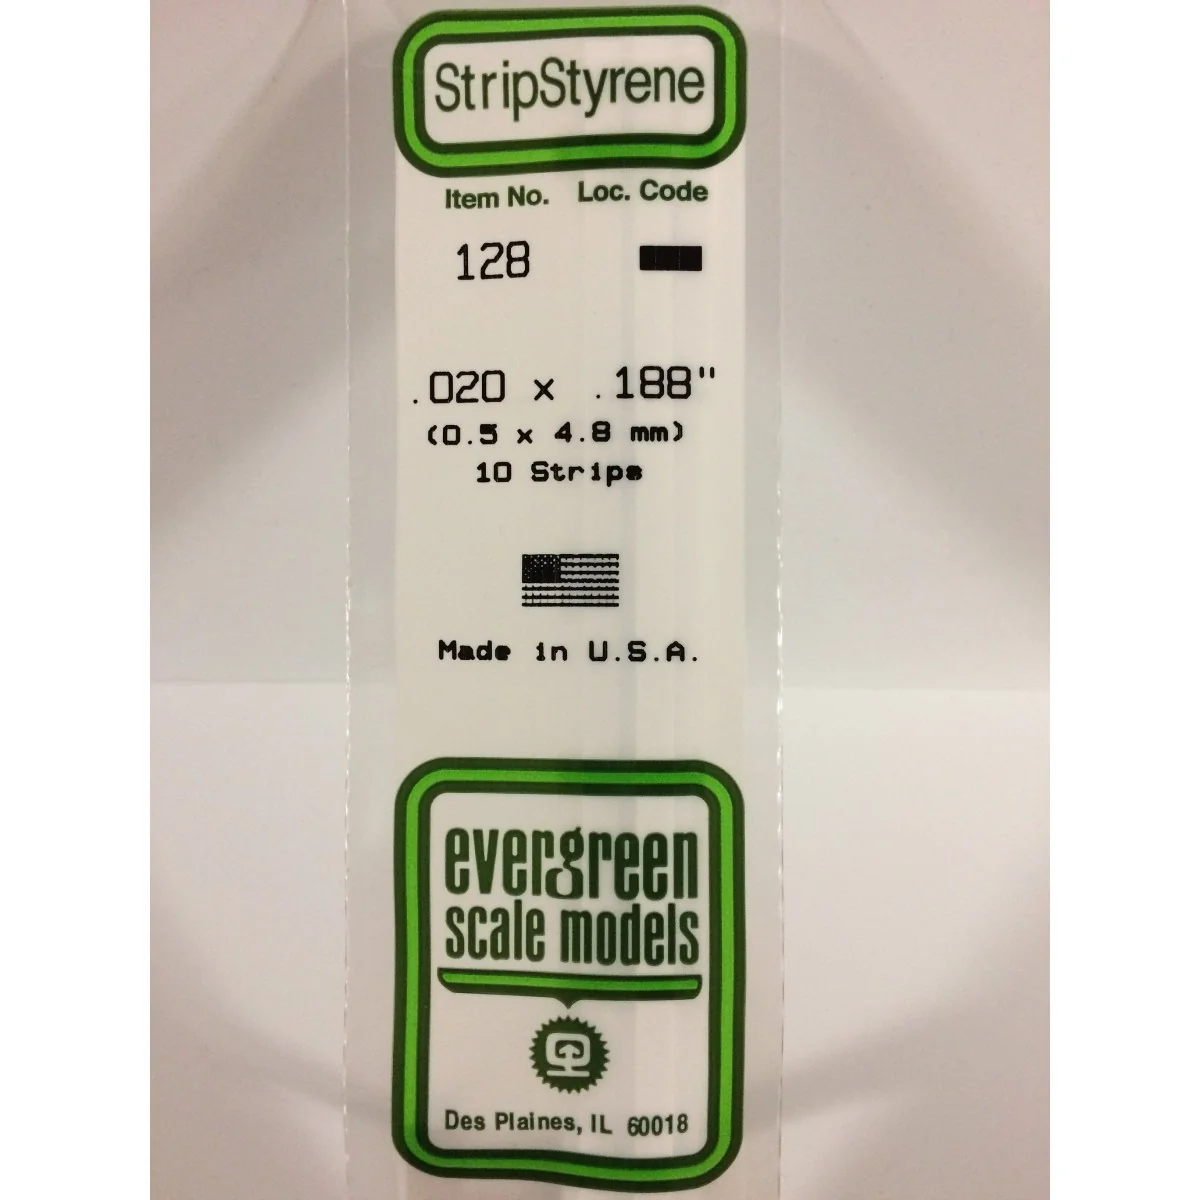 StripStyrene
Item No. Loc. Code
128
.020 x .188"
(0.5 x 4.8 mm)
10 Strips
Made in U.S.A.
evergreen
scale models
Des Plaines, IL 60018